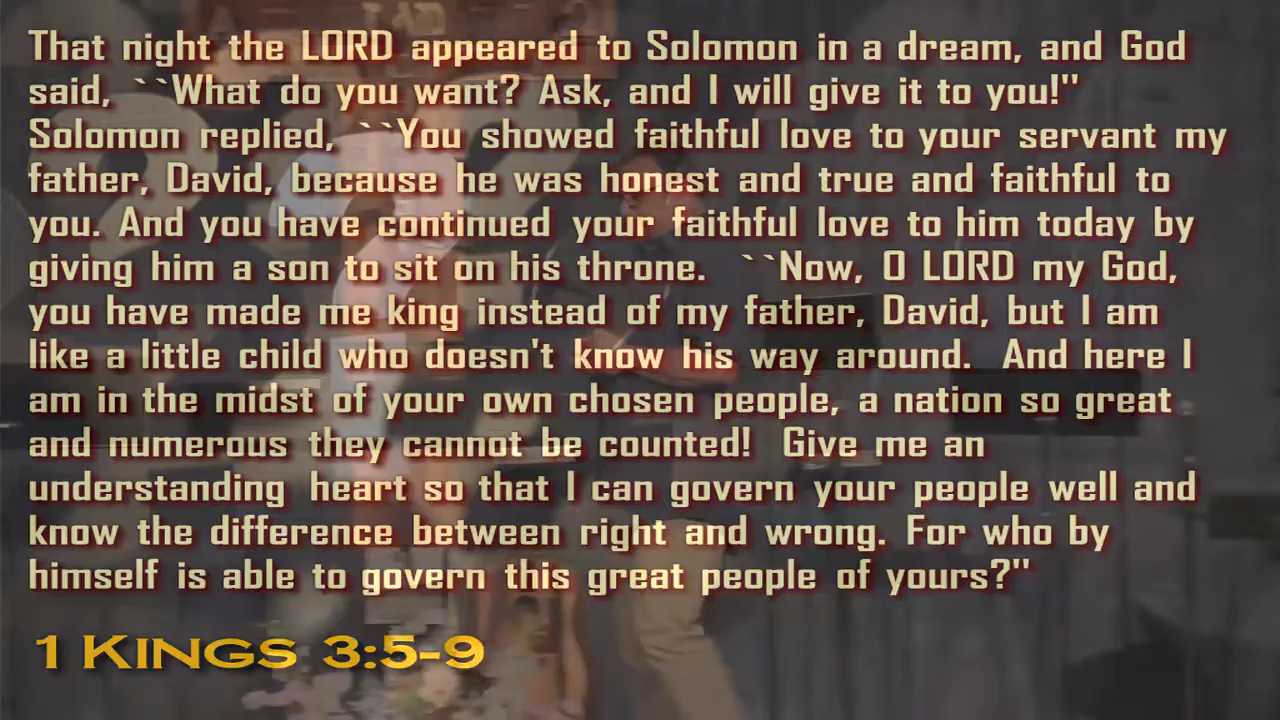 That night the LORD appeared to Solomon in a dream, and God
said, ``What do you want? Ask, and I will give it to you!''
Solomon replied, ``You showed faithful love to your servant my
father, David, because he was honest and true and faithful to
you. And you have continued your faithful love to him today by
giving him a son to sit on his throne. ``Now, O LORD my God,
you have made me king instead of my father, David, but I am
like a little child who doesn't know his way around. And here I
am in the midst of your own chosen people, a nation so great
and numerous they cannot be counted! Give me an
understanding heart so that I can govern your people well and
know the difference between right and wrong. For who by
himself is able to govern this great people of yours?''
1 KINGS 3:5-9